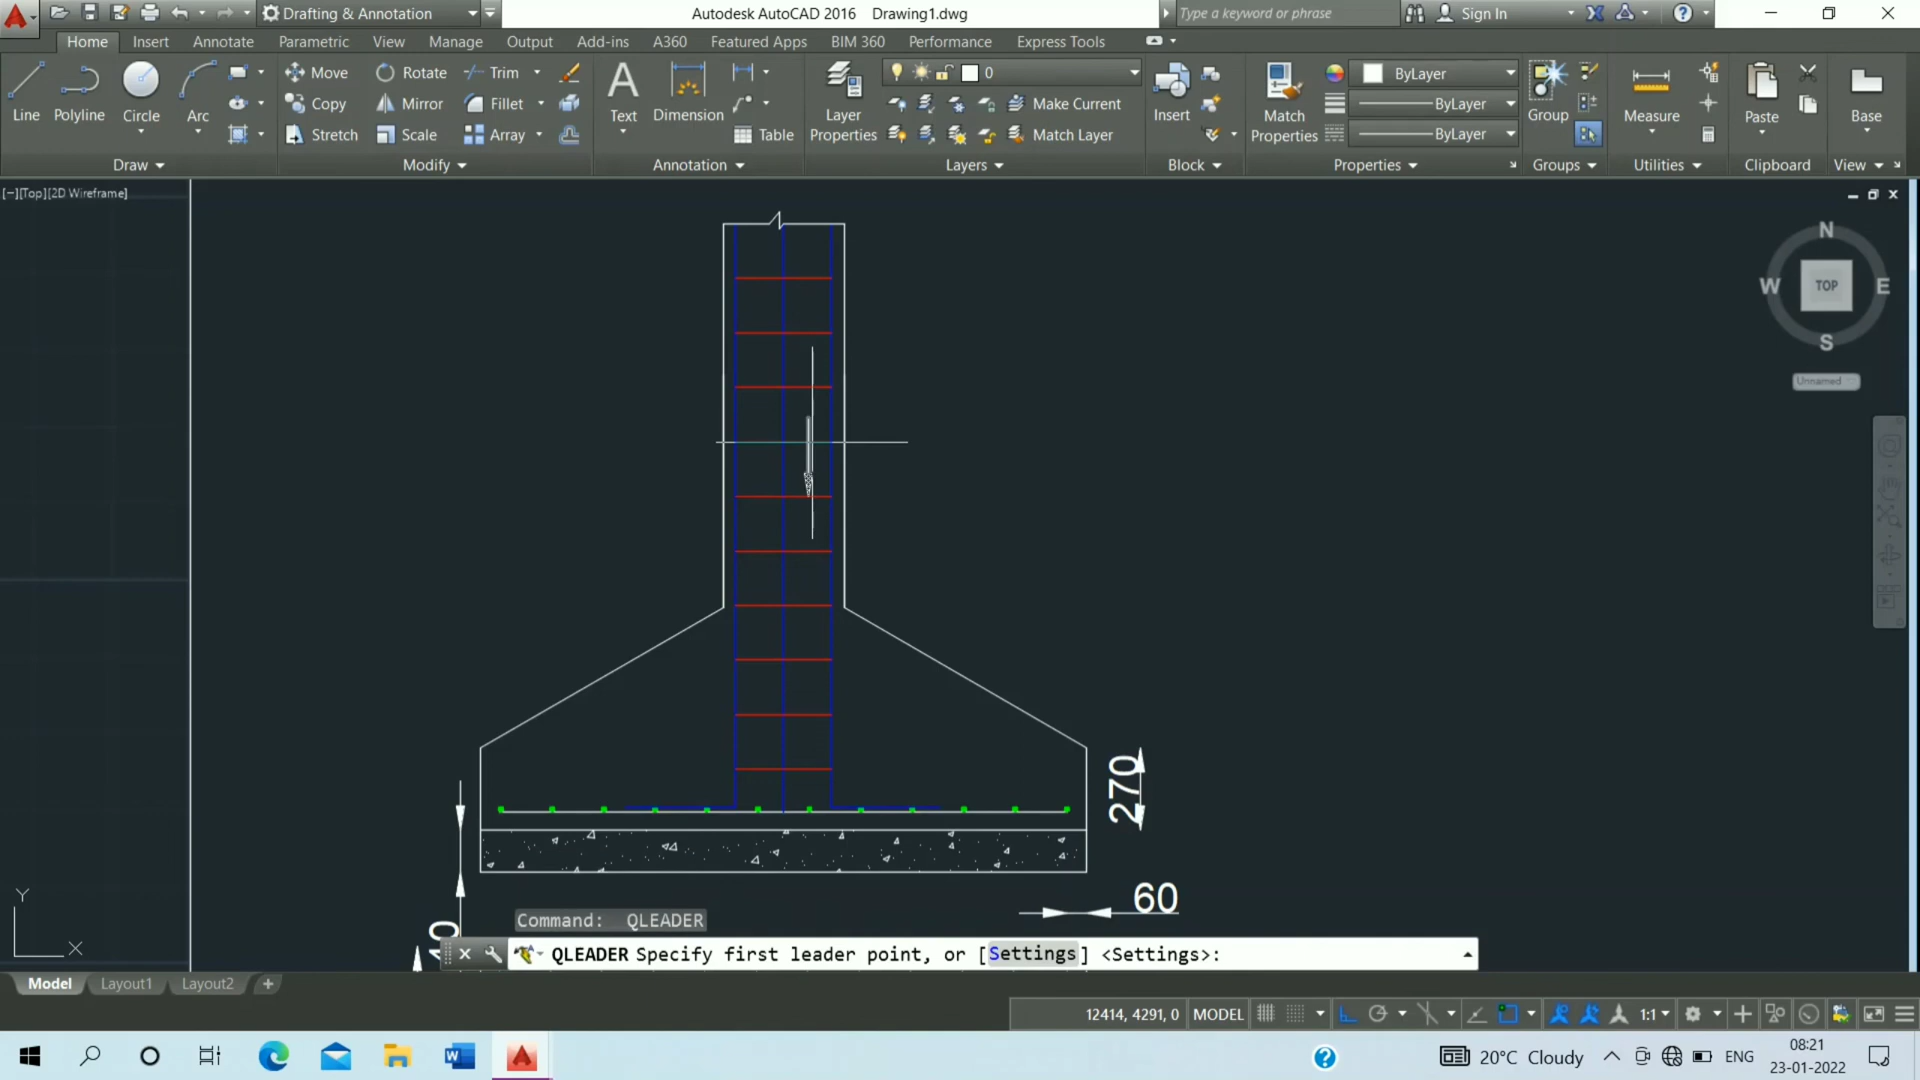 Drafting & Annotation
Autodesk AutoCAD 2016 Drawing1.dwg
Type a keyword or phrase
Sign In
Home Insert Annotate Parametric View Manage Output Add-ins A360 Featured Apps BIM 360 Performance Express Tools
Line Polyline Circle Arc
Move Rotate Trim
Copy Mirror Fillet
Stretch Scale Array
Text Dimension Table
Layer Properties
0
Make Current
Match Layer
Insert
Match Properties
ByLayer
ByLayer
ByLayer
Group
Measure
Paste
Base
Draw Modify Annotation Layers Block Properties Groups Utilities Clipboard View
[−][Top][2D Wireframe]
N
W TOP E
S
Unnamed
270
60
Y
X
Command: QLEADER
QLEADER Specify first leader point, or [Settings] <Settings>:
Model Layout1 Layout2 +
12414, 4291, 0 MODEL 1:1
20°C Cloudy ENG
08:21
23-01-2022